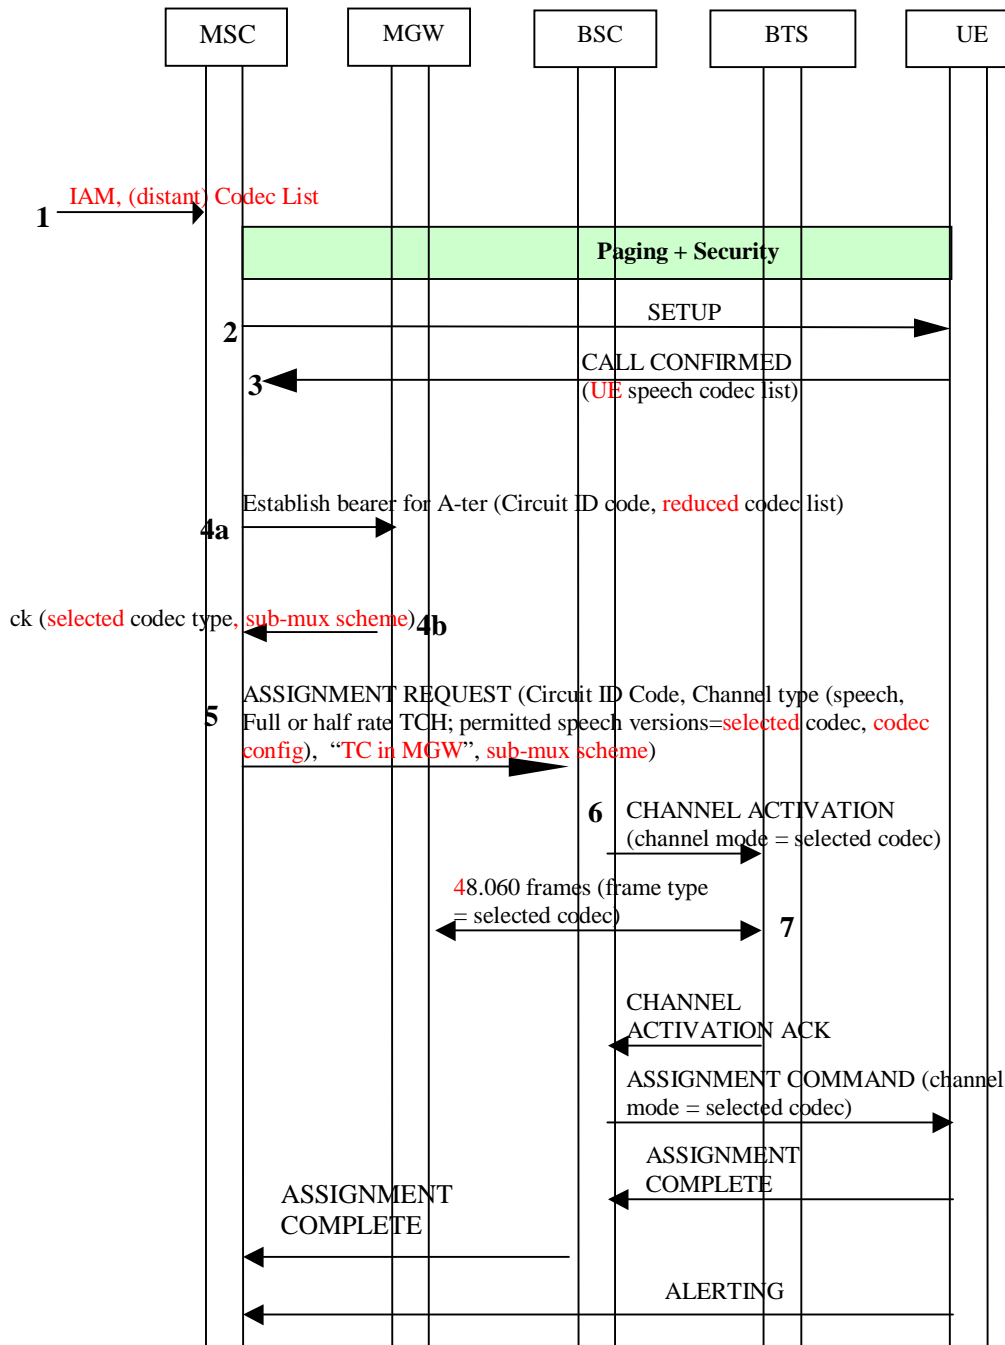 MSC MGW BSC BTS UE
IAM, (distant) Codec List
1
Paging + Security
SETUP
2
CALL CONFIRMED
3
(UE speech codec list)
Establish bearer for A-ter (Circuit ID code, reduced codec list)
4a
ck (selected codec type, sub-mux scheme)
4b
ASSIGNMENT REQUEST (Circuit ID Code, Channel type (speech,
5
Full or half rate TCH; permitted speech versions=selected codec, codec
config), “TC in MGW”, sub-mux scheme)
6
CHANNEL ACTIVATION
(channel mode = selected codec)
48.060 frames (frame type
= selected codec)
7
CHANNEL
ACTIVATION ACK
ASSIGNMENT COMMAND (channel
mode = selected codec)
ASSIGNMENT
COMPLETE
ASSIGNMENT
COMPLETE
ALERTING